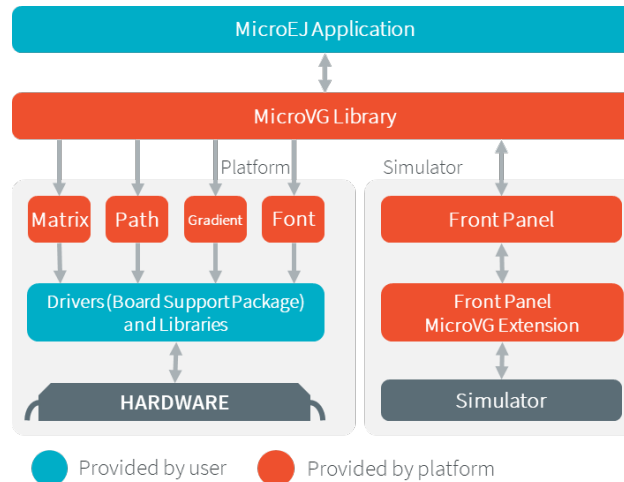 MicroEJ Application
MicroVG Library
Platform
Simulator
Matrix
Path
Gradient
Font
Front Panel
Drivers (Board Support Package)
and Libraries
Front Panel
MicroVG Extension
HARDWARE
Simulator
Provided by user
Provided by platform